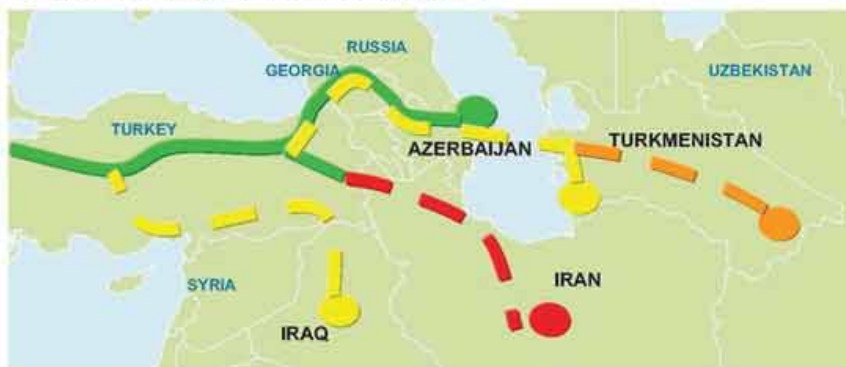 RUSSIA
GEORGIA
UZBEKISTAN
TURKEY
AZERBAIJAN
TURKMENISTAN
SYRIA
IRAN
IRAQ